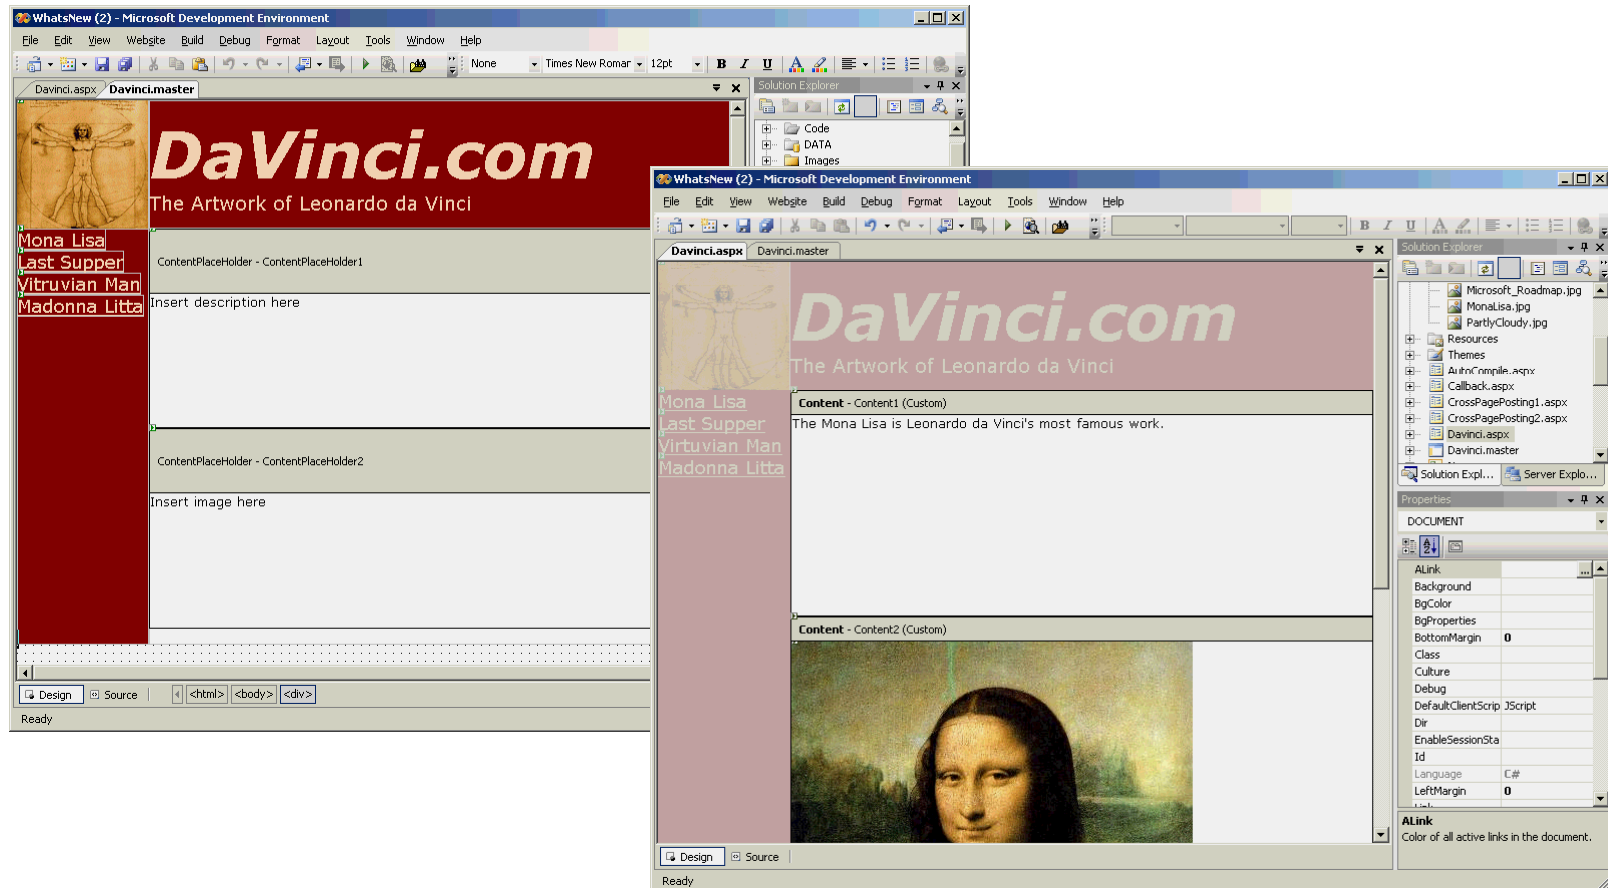 WhatsNew (2) - Microsoft Development Environment
File Edit View Website Build Debug Format Layout Tools Window Help
None Times New Romar 12pt B I U A
Davinci.aspx Davinci.master
Solution Explorer
Code
DATA
Images
DaVinci.com
The Artwork of Leonardo da Vinci
Mona Lisa
Last Supper
Vitruvian Man
Madonna Litta
ContentPlaceHolder - ContentPlaceHolder1
Insert description here
ContentPlaceHolder - ContentPlaceHolder2
Insert image here
Design Source <html> <body> <div>
Ready
WhatsNew (2) - Microsoft Development Environment
File Edit View Website Build Debug Format Layout Tools Window Help
B I U A
Davinci.aspx Davinci.master
DaVinci.com
The Artwork of Leonardo da Vinci
Mona Lisa
Last Supper
Virtuvian Man
Madonna Litta
Content - Content1 (Custom)
The Mona Lisa is Leonardo da Vinci's most famous work.
Content - Content2 (Custom)
Design Source
Ready
Solution Explorer
Microsoft_Roadmap.jpg
MonaLisa.jpg
PartlyCloudy.jpg
Resources
Themes
AutoCompile.aspx
Callback.aspx
CrossPagePosting1.aspx
CrossPagePosting2.aspx
Davinci.aspx
Davinci.master
Solution Expl... Server Explo...
Properties
DOCUMENT
ALink ...
Background
BgColor
BgProperties
BottomMargin 0
Class
Culture
Debug
DefaultClientScrip JScript
Dir
EnableSessionSta
Id
Language C#
LeftMargin 0
ALink
Color of all active links in the document.